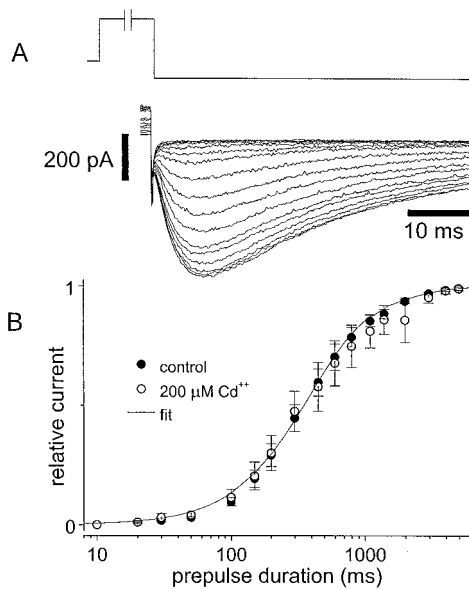 A
200 pA
10 ms
B
1
0
relative current
control
200 μM Cd++
fit
10
100
1000
prepulse duration (ms)